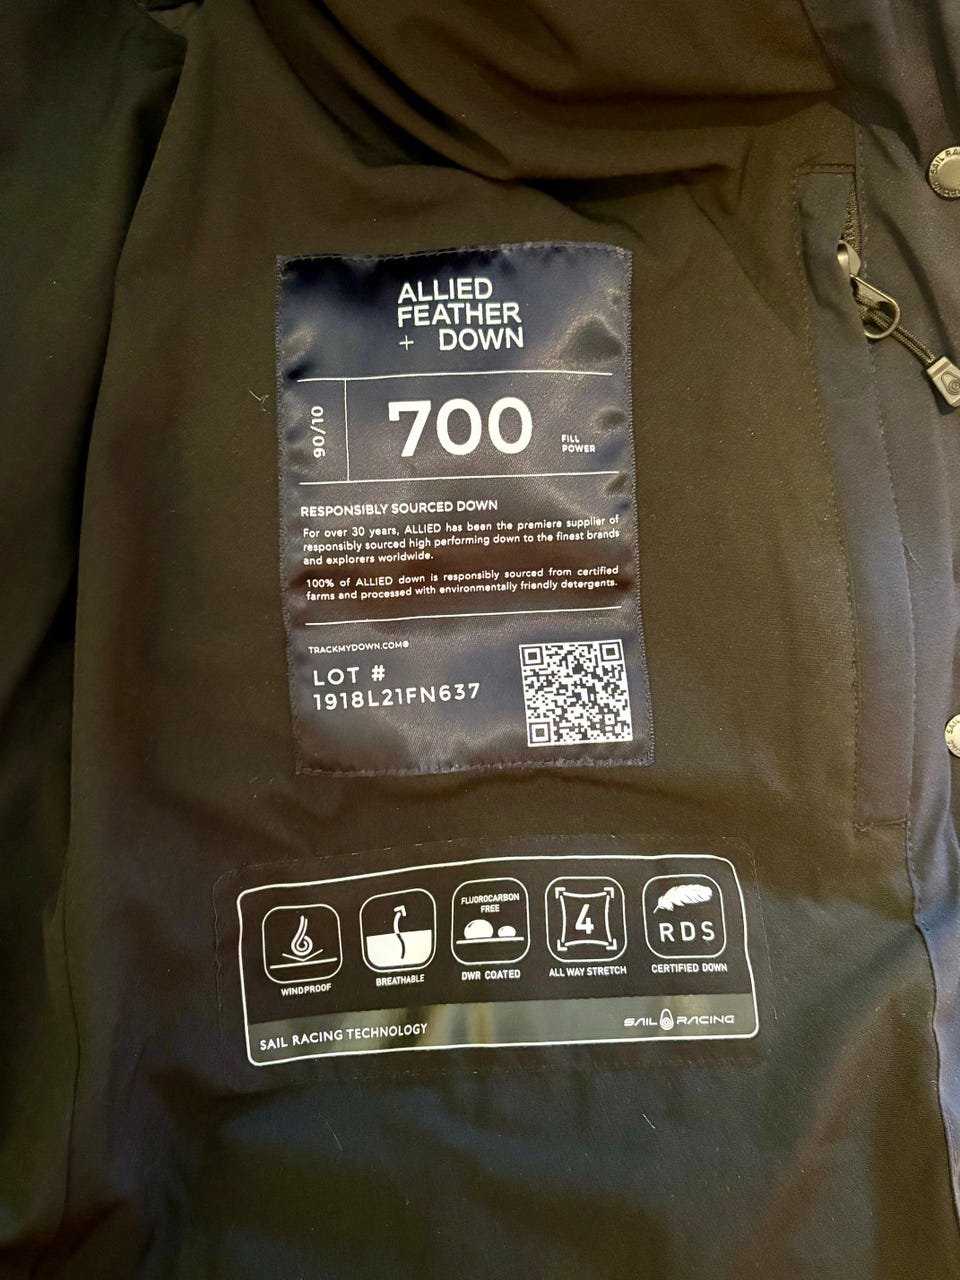 ALLIED
FEATHER
+ DOWN
90/10
700
FILL
POWER
RESPONSIBLY SOURCED DOWN
For over 30 years, ALLIED has been the premiere supplier of
responsibly sourced high performing down to the finest brands
and explorers worldwide.
100% of ALLIED down is responsibly sourced from certified
farms and processed with environmentally friendly detergents.
TRACKMYDOWN.COM®
LOT #
1918L21FN637
WINDPROOF
BREATHABLE
FLUOROCARBON
FREE
DWR COATED
4
ALL WAY STRETCH
RDS
CERTIFIED DOWN
SAIL RACING TECHNOLOGY
SAIL RACING
SAIL RA